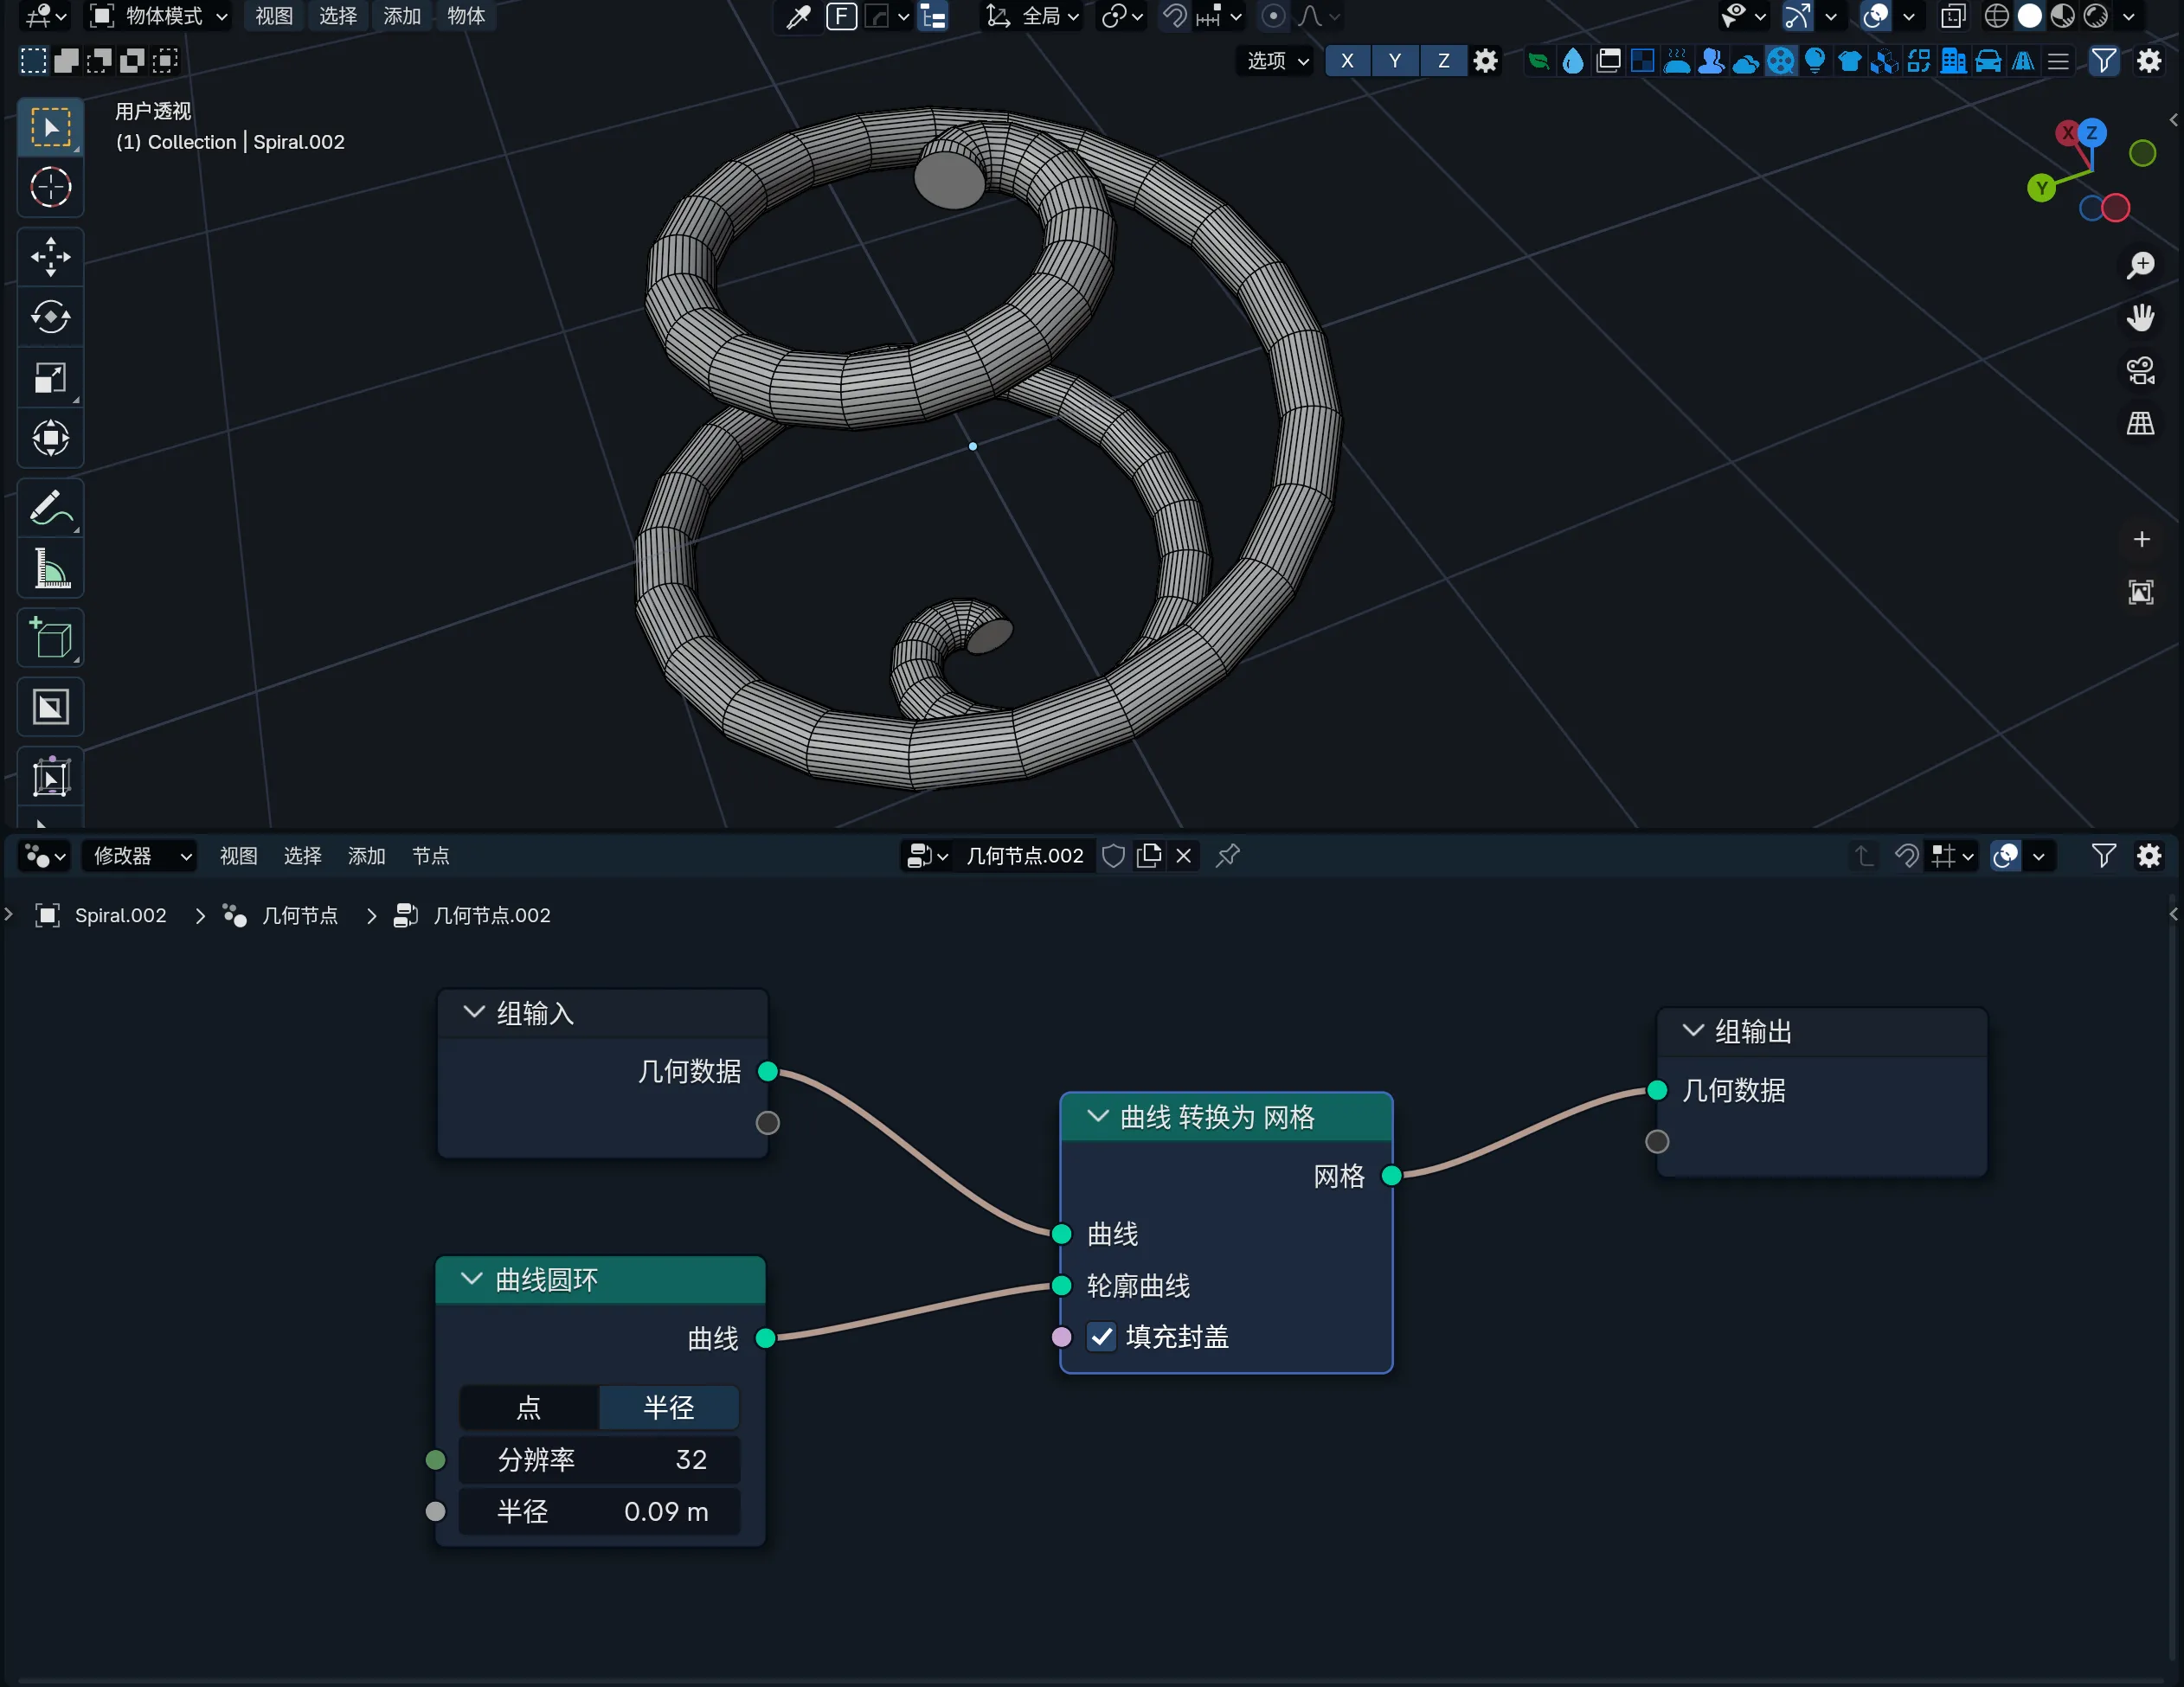 物体模式 视图 选择 添加 物体 F 全局
选项 X Y Z
用户透视
(1) Collection | Spiral.002
X Z
Y
修改器 视图 选择 添加 节点 几何节点.002
Spiral.002 几何节点 几何节点.002
组输入
几何数据
组输出
几何数据
曲线 转换为 网格
网格
曲线
轮廓曲线
填充封盖
曲线圆环
曲线
点 半径
分辨率 32
半径 0.09 m